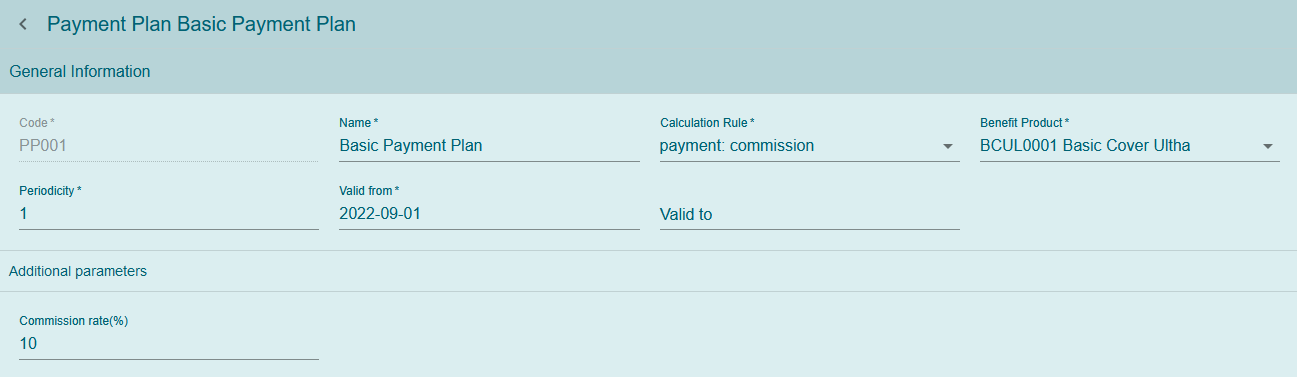 Payment Plan Basic Payment Plan
General Information
Code *
Name *
Calculation Rule *
Benefit Product *
PP001
Basic Payment Plan
payment: commission
BCUL0001 Basic Cover Ultha
Periodicity *
Valid from *
1
2022-09-01
Valid to
Additional parameters
Commission rate(%)
10